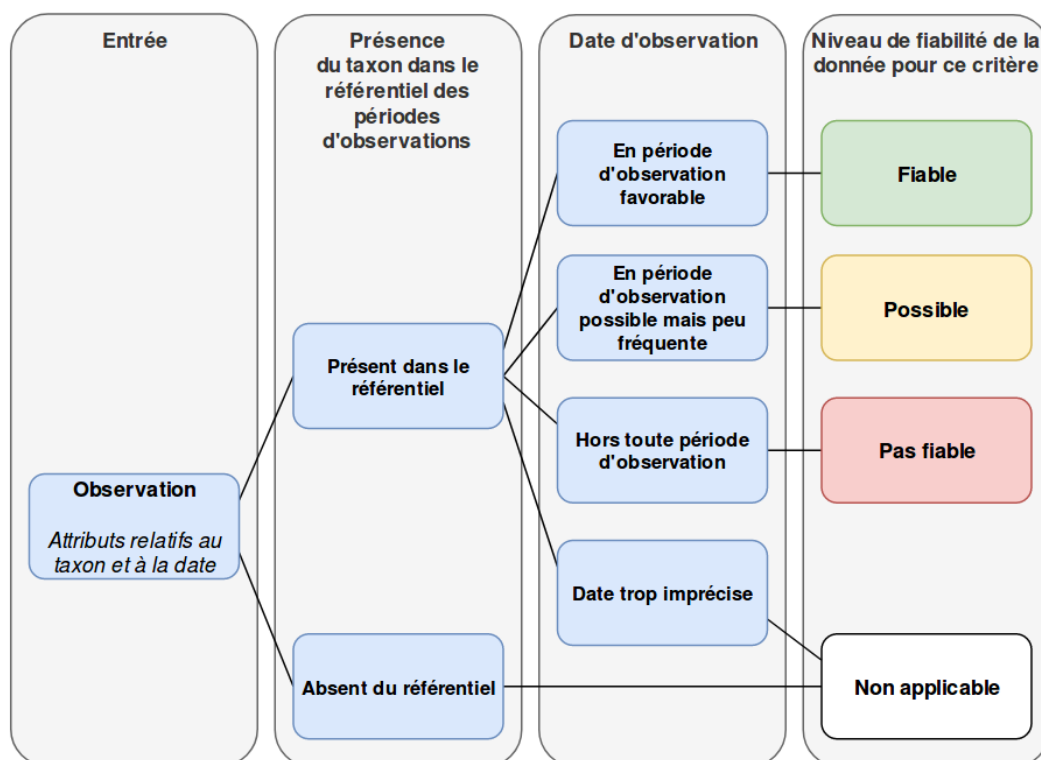 Entrée
Présence
du taxon dans le
référentiel des
périodes
d'observations
Date d'observation
Niveau de fiabilité de la
donnée pour ce critère
Observation
Attributs relatifs au
taxon et à la date
Présent dans le
référentiel
Absent du référentiel
En période
d'observation
favorable
En période
d'observation
possible mais peu
fréquente
Hors toute période
d'observation
Date trop imprécise
Fiable
Possible
Pas fiable
Non applicable